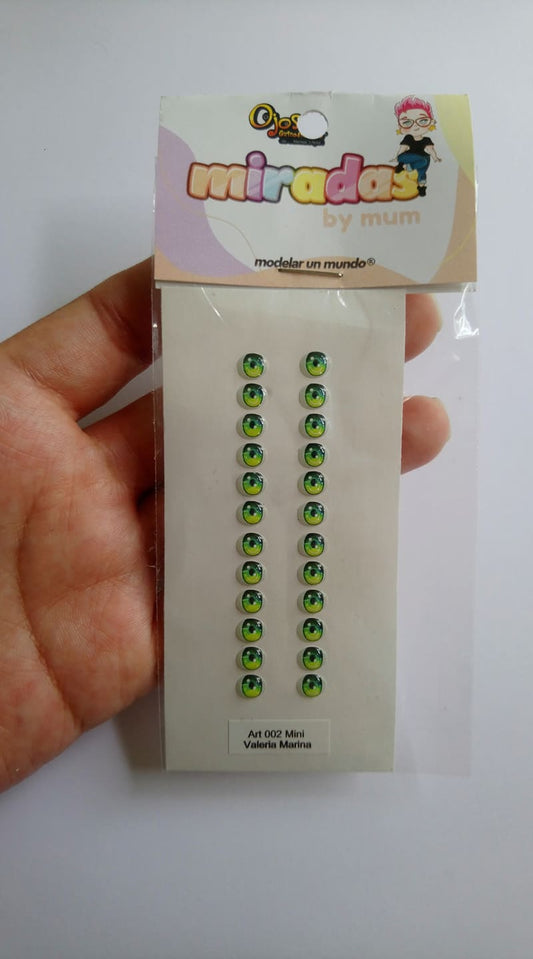 Ojos
miradas
by mum
modelar un mundo®
Art 002 Mini
Valeria Marina